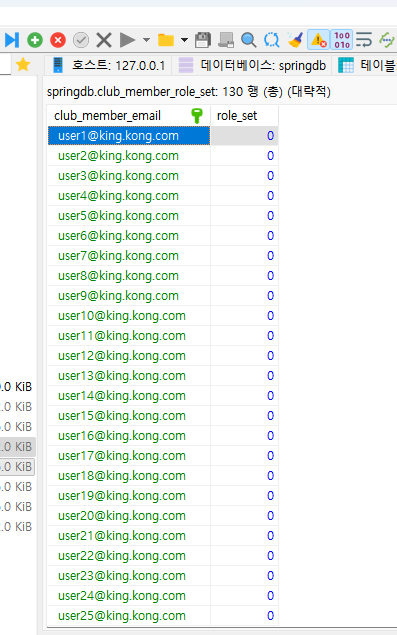 호스트: 127.0.0.1 데이터베이스: springdb 테이블
springdb.club_member_role_set: 130 행 (총) (대략적)
club_member_email role_set
user1@king.kong.com 0
user2@king.kong.com 0
user3@king.kong.com 0
user4@king.kong.com 0
user5@king.kong.com 0
user6@king.kong.com 0
user7@king.kong.com 0
user8@king.kong.com 0
user9@king.kong.com 0
user10@king.kong.com 0
user11@king.kong.com 0
user12@king.kong.com 0
.0 KiB user13@king.kong.com 0
.0 KiB user14@king.kong.com 0
.0 KiB user15@king.kong.com 0
.0 KiB user16@king.kong.com 0
.0 KiB user17@king.kong.com 0
.0 KiB user18@king.kong.com 0
.0 KiB user19@king.kong.com 0
.0 KiB user20@king.kong.com 0
user21@king.kong.com 0
user22@king.kong.com 0
user23@king.kong.com 0
user24@king.kong.com 0
user25@king.kong.com 0